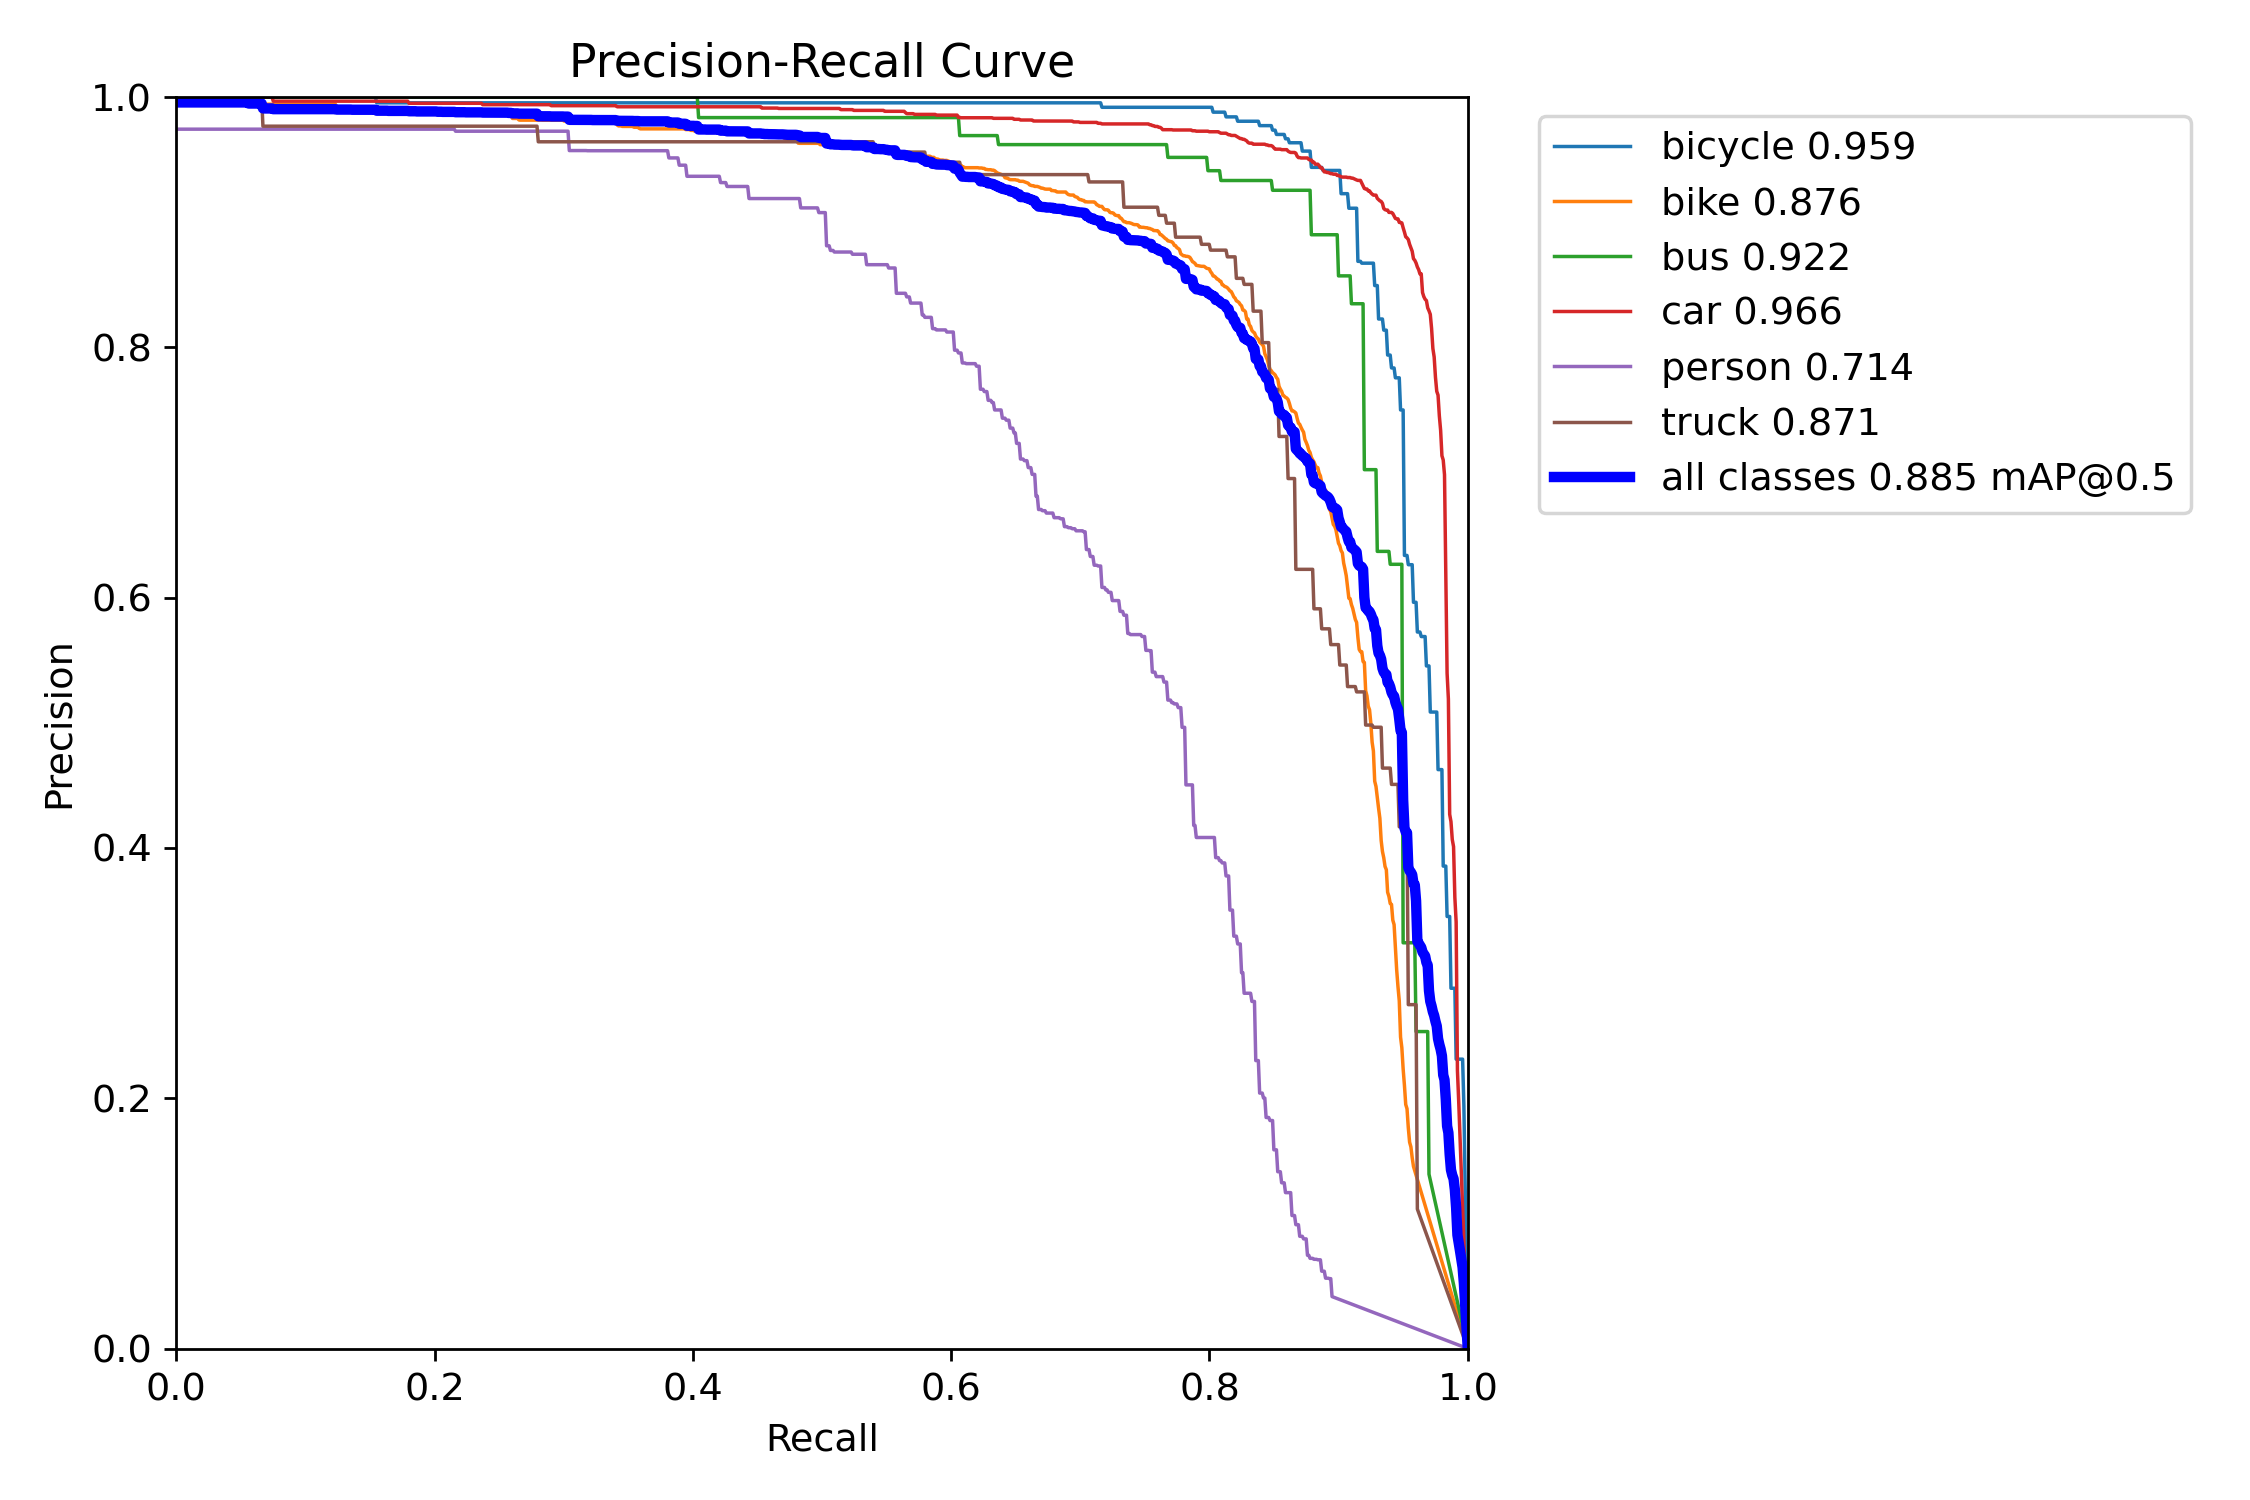 Precision-Recall Curve
1.0
0.8
0.6
0.4
0.2
0.0
Precision
0.0 0.2 0.4 0.6 0.8 1.0
Recall
bicycle 0.959
bike 0.876
bus 0.922
car 0.966
person 0.714
truck 0.871
all classes 0.885 mAP@0.5